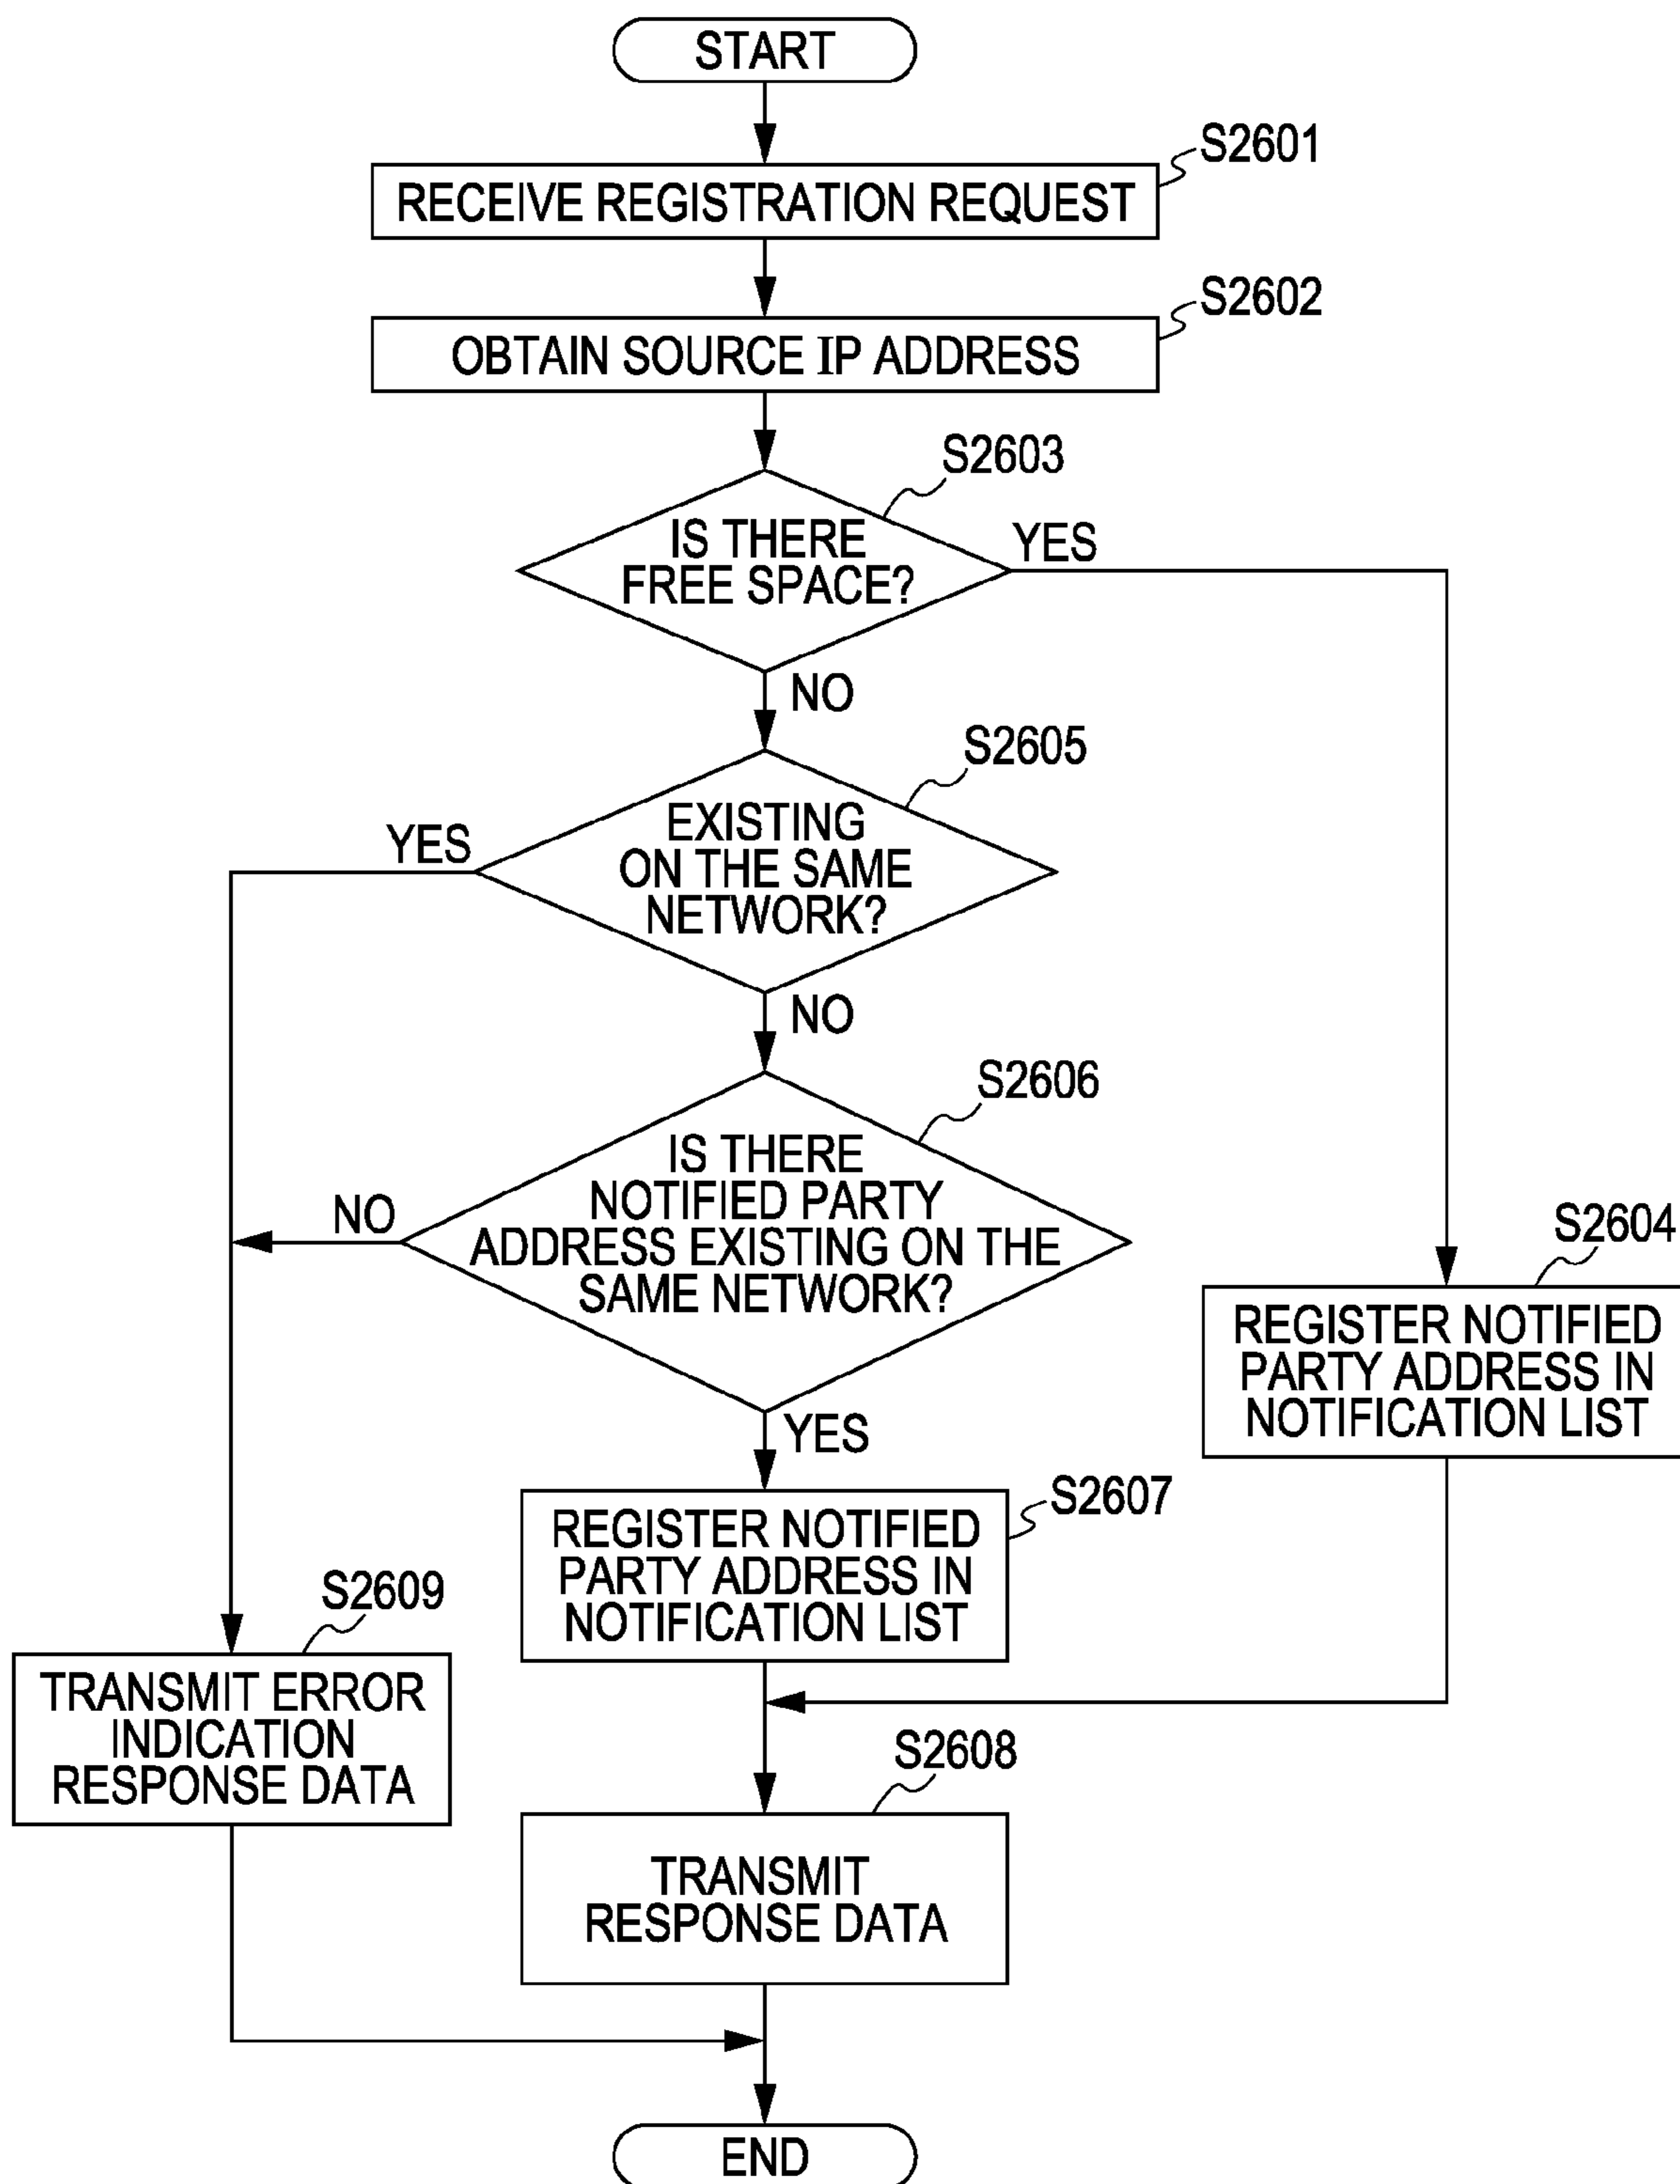 START
S2601
RECEIVE REGISTRATION REQUEST
S2602
OBTAIN SOURCE IP ADDRESS
S2603
IS THERE
FREE SPACE?
YES
NO
S2605
EXISTING
ON THE SAME
NETWORK?
YES
NO
S2606
IS THERE
NOTIFIED PARTY
ADDRESS EXISTING ON THE
SAME NETWORK?
NO
YES
S2604
REGISTER NOTIFIED
PARTY ADDRESS IN
NOTIFICATION LIST
S2607
REGISTER NOTIFIED
PARTY ADDRESS IN
NOTIFICATION LIST
S2609
TRANSMIT ERROR
INDICATION
RESPONSE DATA
S2608
TRANSMIT
RESPONSE DATA
END